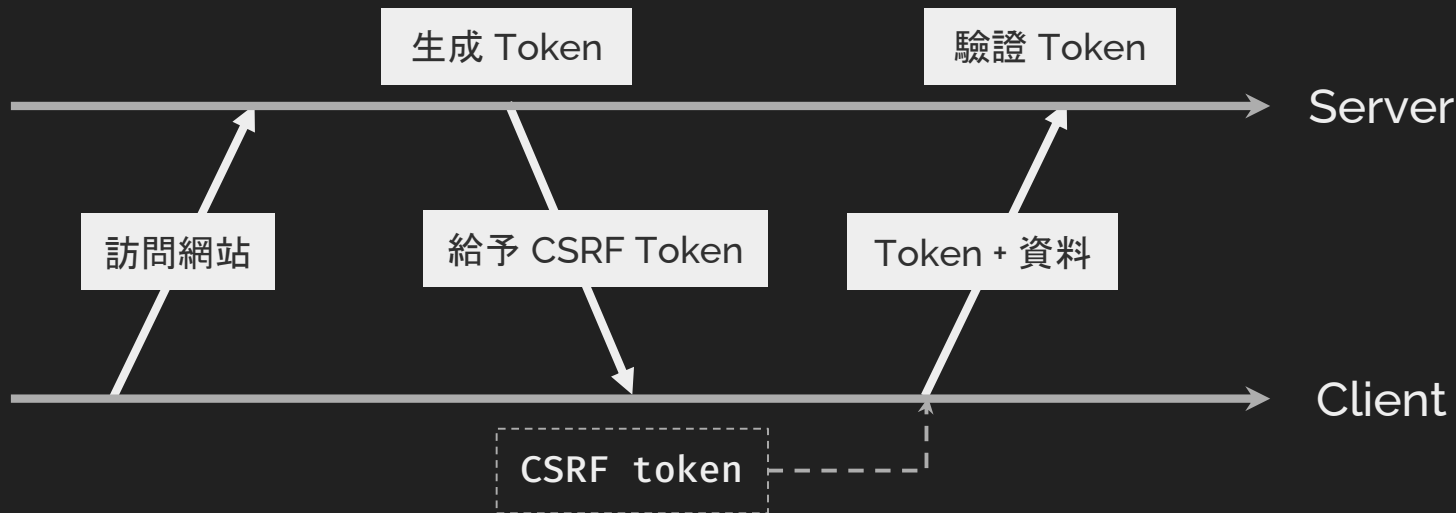 生成 Token
驗證 Token
Server
訪問網站
給予 CSRF Token
Token + 資料
Client
CSRF token